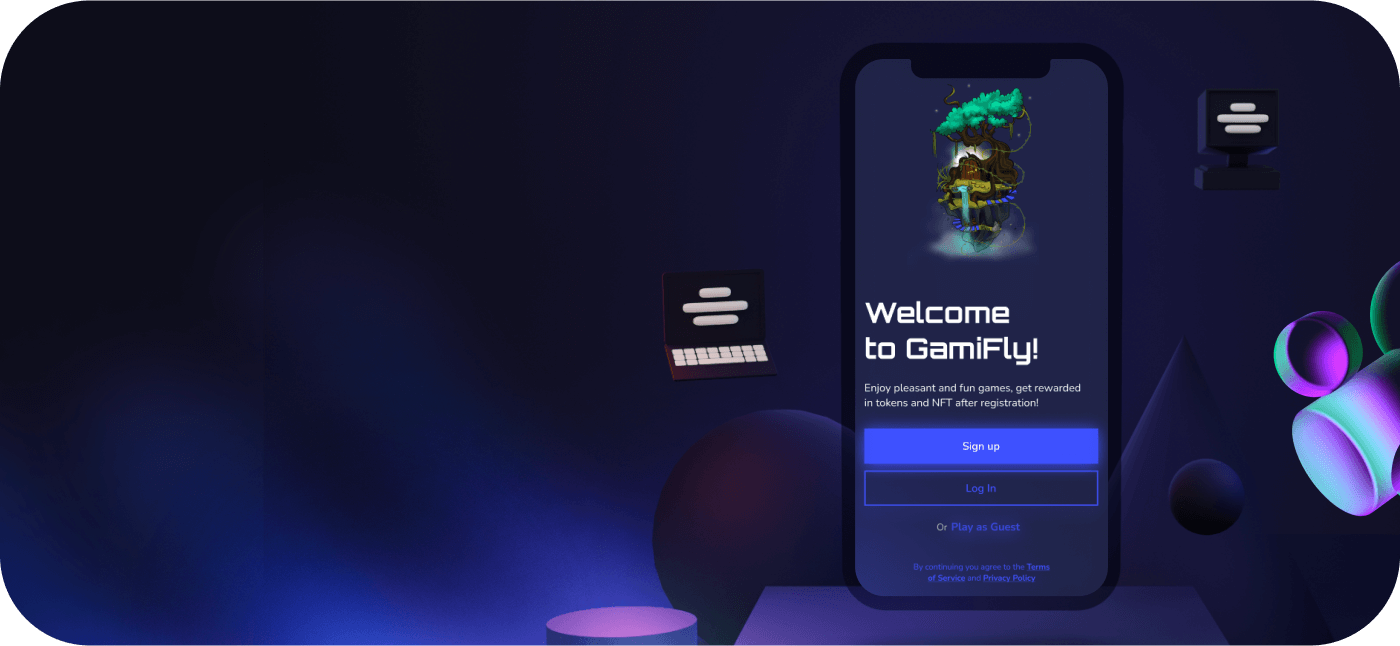 Welcome
to GamiFly!
Enjoy pleasant and fun games, get rewarded
in tokens and NFT after registration!
Sign up
Log In
Or Play as Guest
By continuing you agree to the Terms
of Service and Privacy Policy